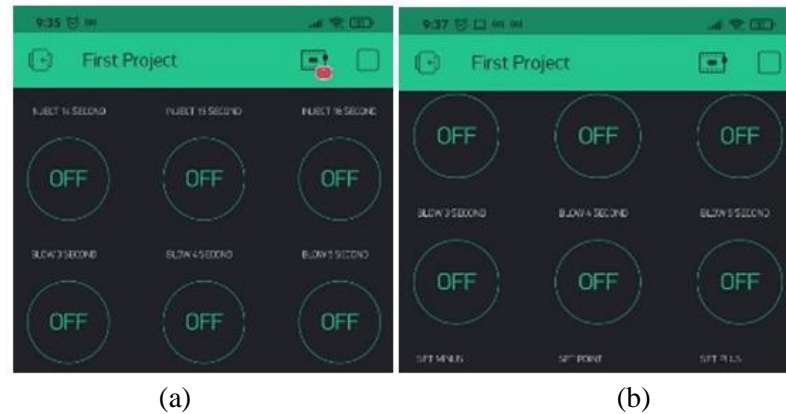 9:35
First Project
INJECT 14 SECOND INJECT 15 SECOND INJECT 16 SECOND
OFF OFF OFF
BLOW 3 SECOND BLOW 4 SECOND BLOW 5 SECOND
OFF OFF OFF
(a)
9:37
First Project
OFF OFF OFF
BLOW 3 SECOND BLOW 4 SECOND BLOW 5 SECOND
OFF OFF OFF
SET MINUS SET POINT SET PLUS
(b)